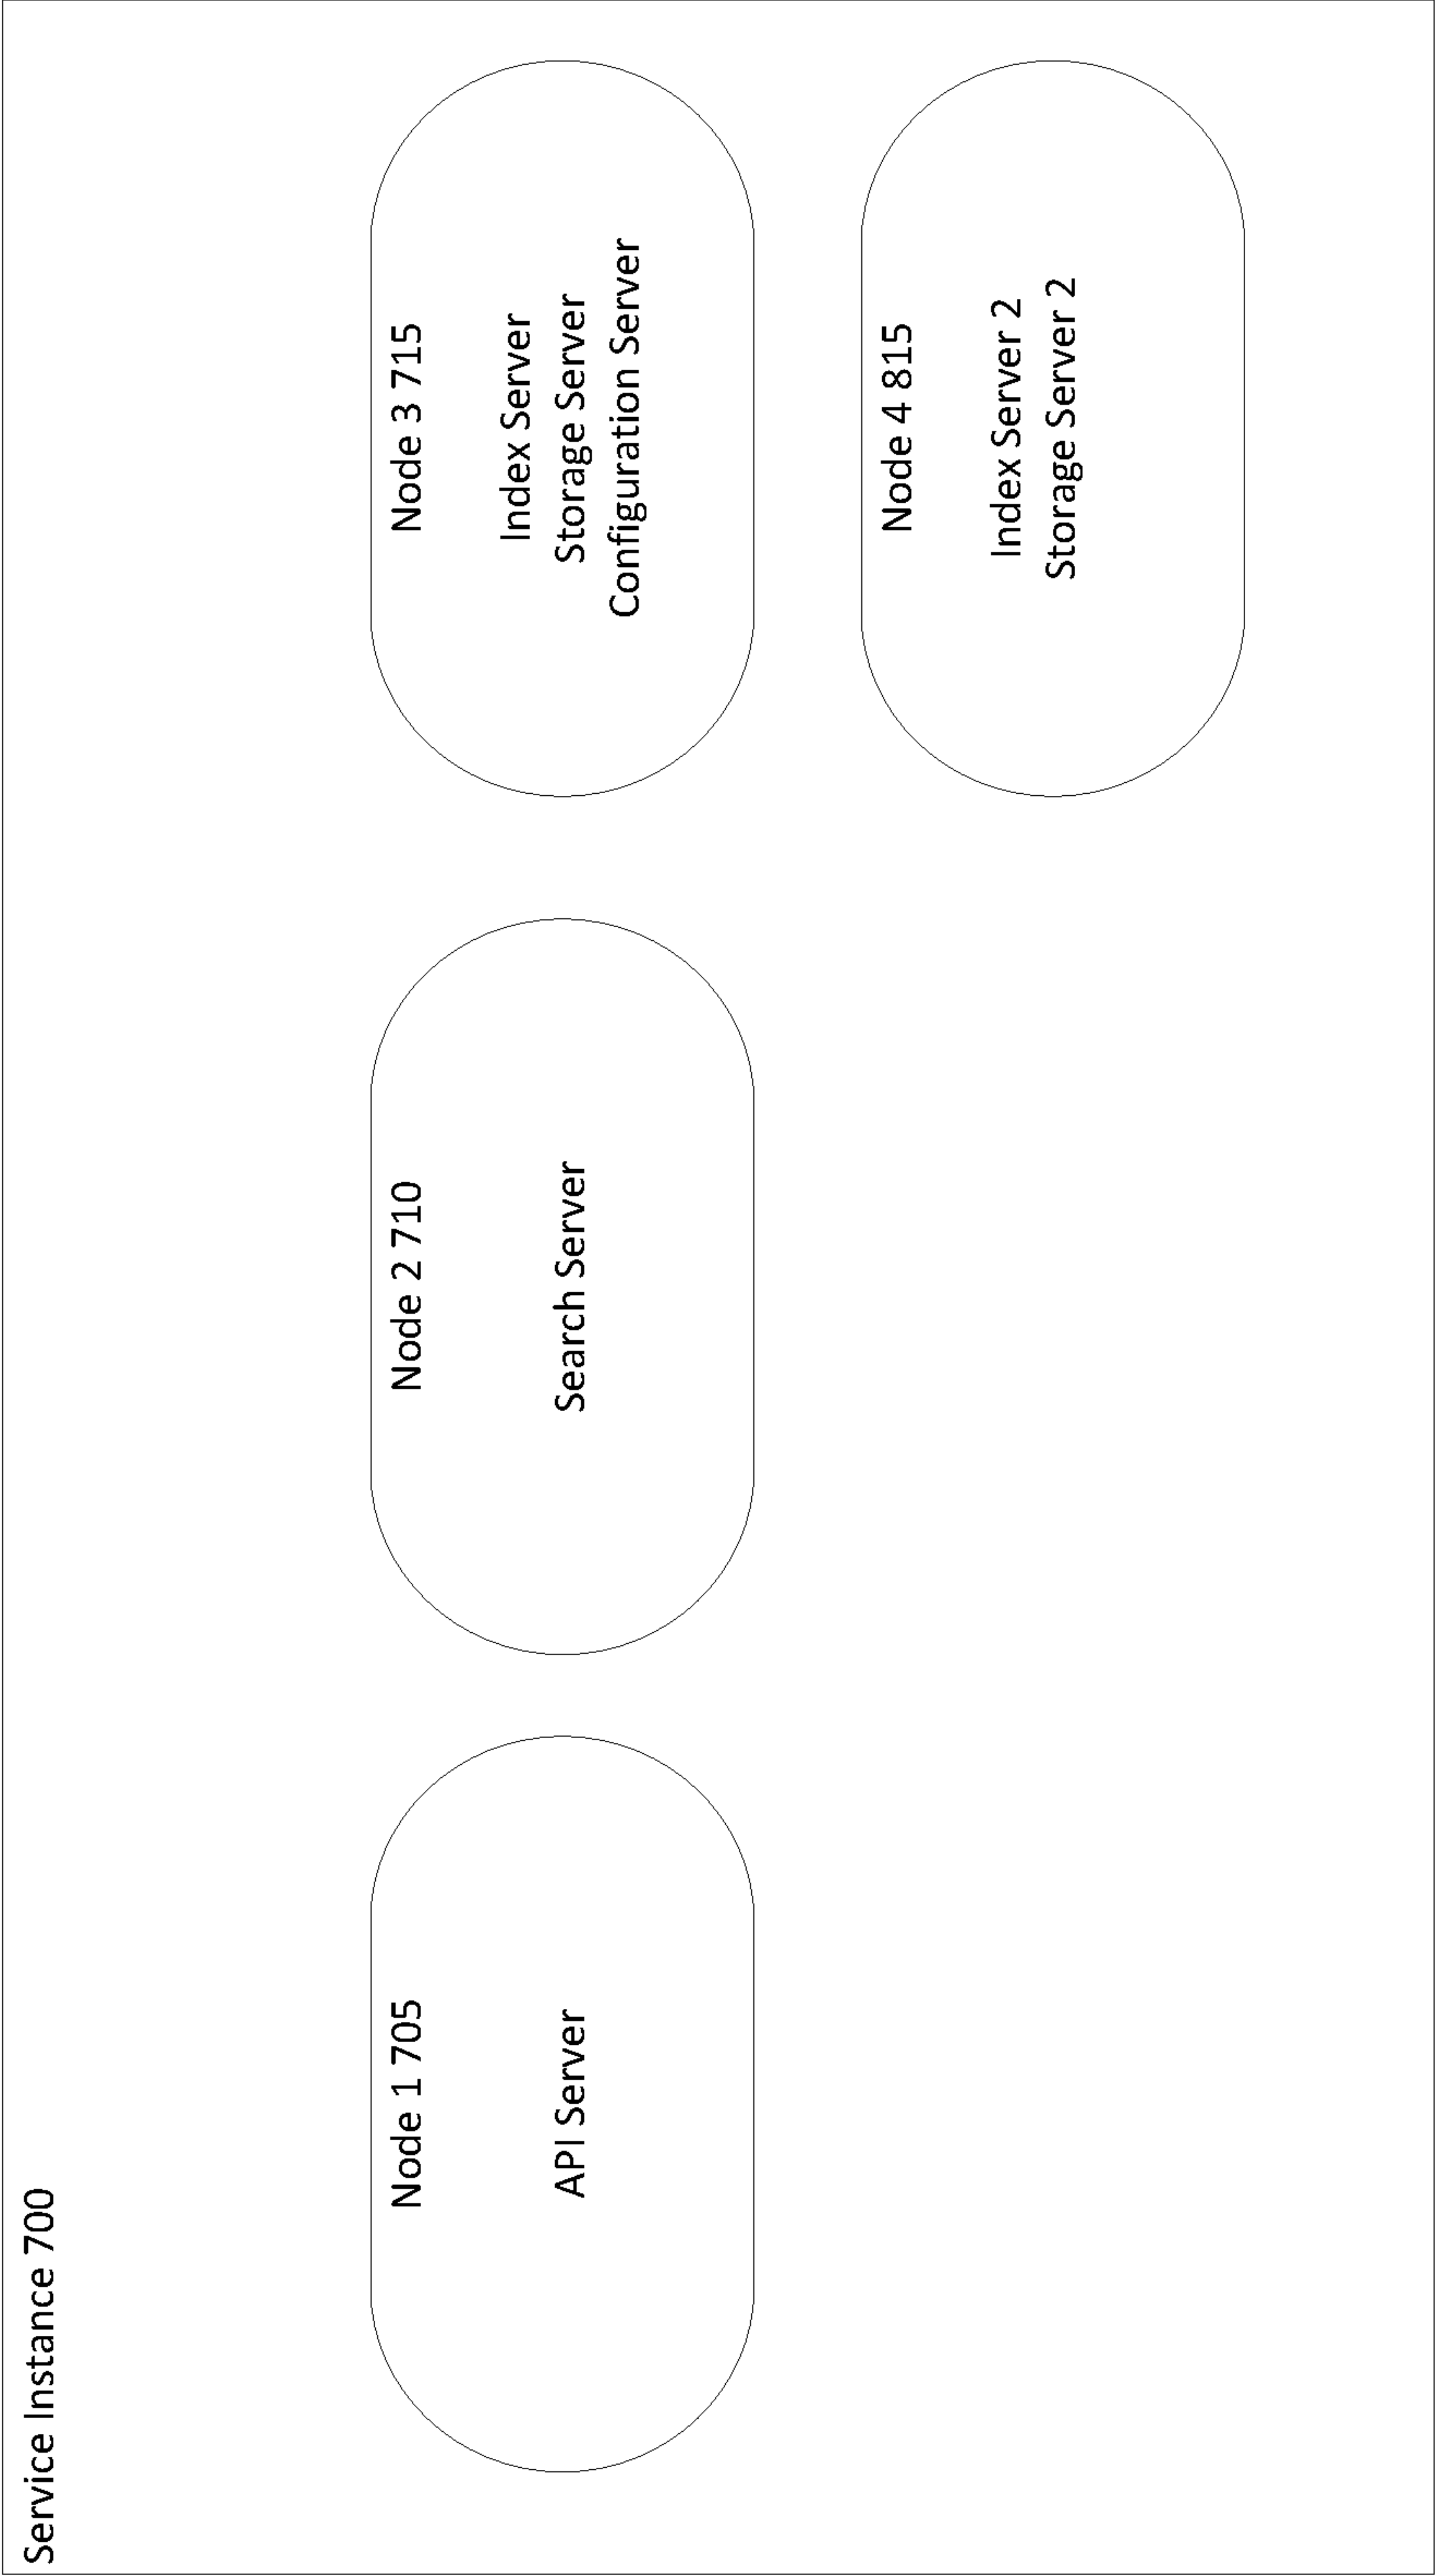 Service Instance 700
Node 1 705
API Server
Node 2 710
Search Server
Node 3 715
Index Server
Storage Server
Configuration Server
Node 4 815
Index Server 2
Storage Server 2